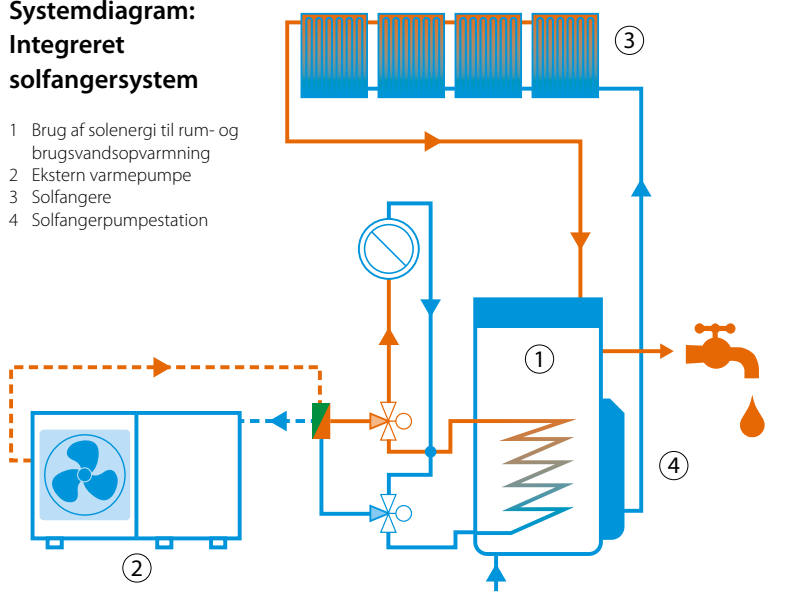 Systemdiagram:
Integreret
solfangersystem
1 Brug af solenergi til rum- og
brugsvandsopvarmning
2 Ekstern varmepumpe
3 Solfangere
4 Solfangerpumpestation
3
1
4
2